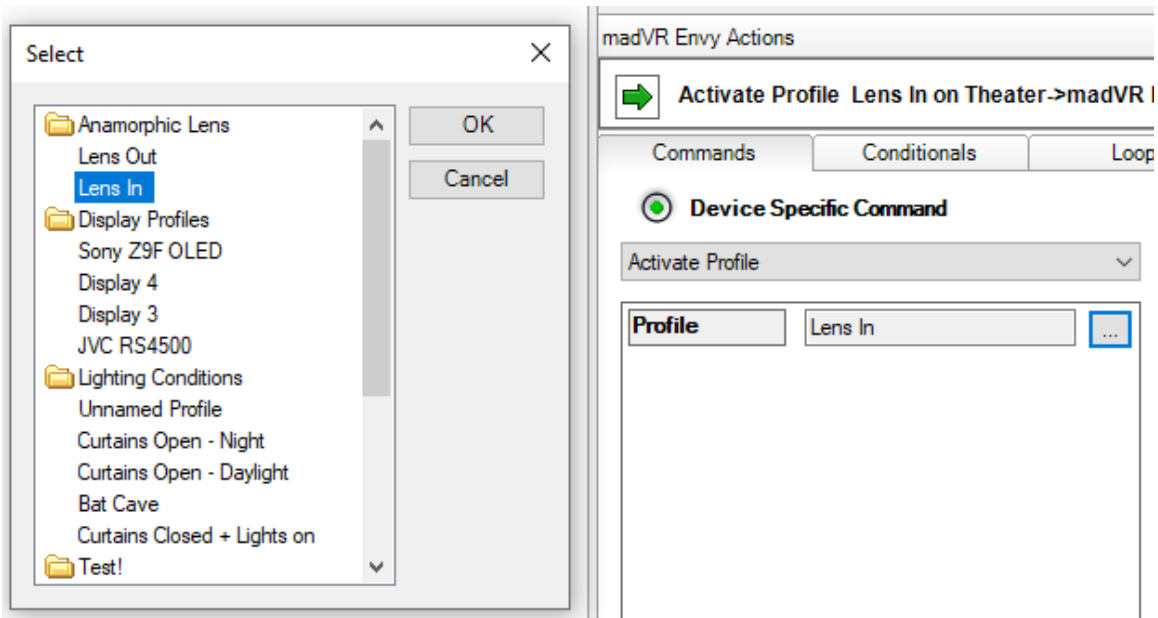 Select
Anamorphic Lens
Lens Out
Lens In
Display Profiles
Sony Z9F OLED
Display 4
Display 3
JVC RS4500
Lighting Conditions
Unnamed Profile
Curtains Open - Night
Curtains Open - Daylight
Bat Cave
Curtains Closed + Lights on
Test!
OK
Cancel
madVR Envy Actions
Activate Profile Lens In on Theater->madVR
Commands Conditionals Loop
Device Specific Command
Activate Profile
Profile Lens In ...